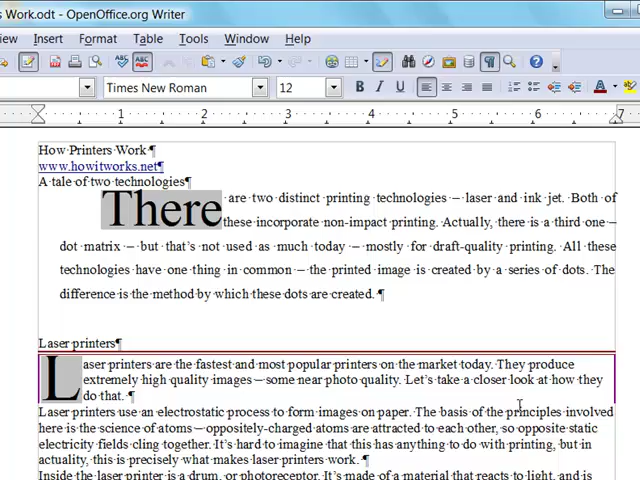 s Work.odt - OpenOffice.org Writer
iew Insert Format Table Tools Window Help
Times New Roman 12 B I U A
1 2 3 4 5 6 7
How Printers Work ¶
www.howitworks.net¶
A tale of two technologies¶
There are two distinct printing technologies – laser and ink jet. Both of
these incorporate non-impact printing. Actually, there is a third one –
dot matrix – but that's not used as much today – mostly for draft-quality printing. All these
technologies have one thing in common – the printed image is created by a series of dots. The
difference is the method by which these dots are created. ¶
Laser printers¶
Laser printers are the fastest and most popular printers on the market today. They produce
extremely high quality images – some near photo quality. Let's take a closer look at how they
do that. ¶
Laser printers use an electrostatic process to form images on paper. The basis of the principles involved
here is the science of atoms – oppositely-charged atoms are attracted to each other, so opposite static
electricity fields cling together. It's hard to imagine that this has anything to do with printing, but in
actuality, this is precisely what makes laser printers work. ¶
Inside the laser printer is a drum, or photoreceptor. It's made of a material that reacts to light, and is